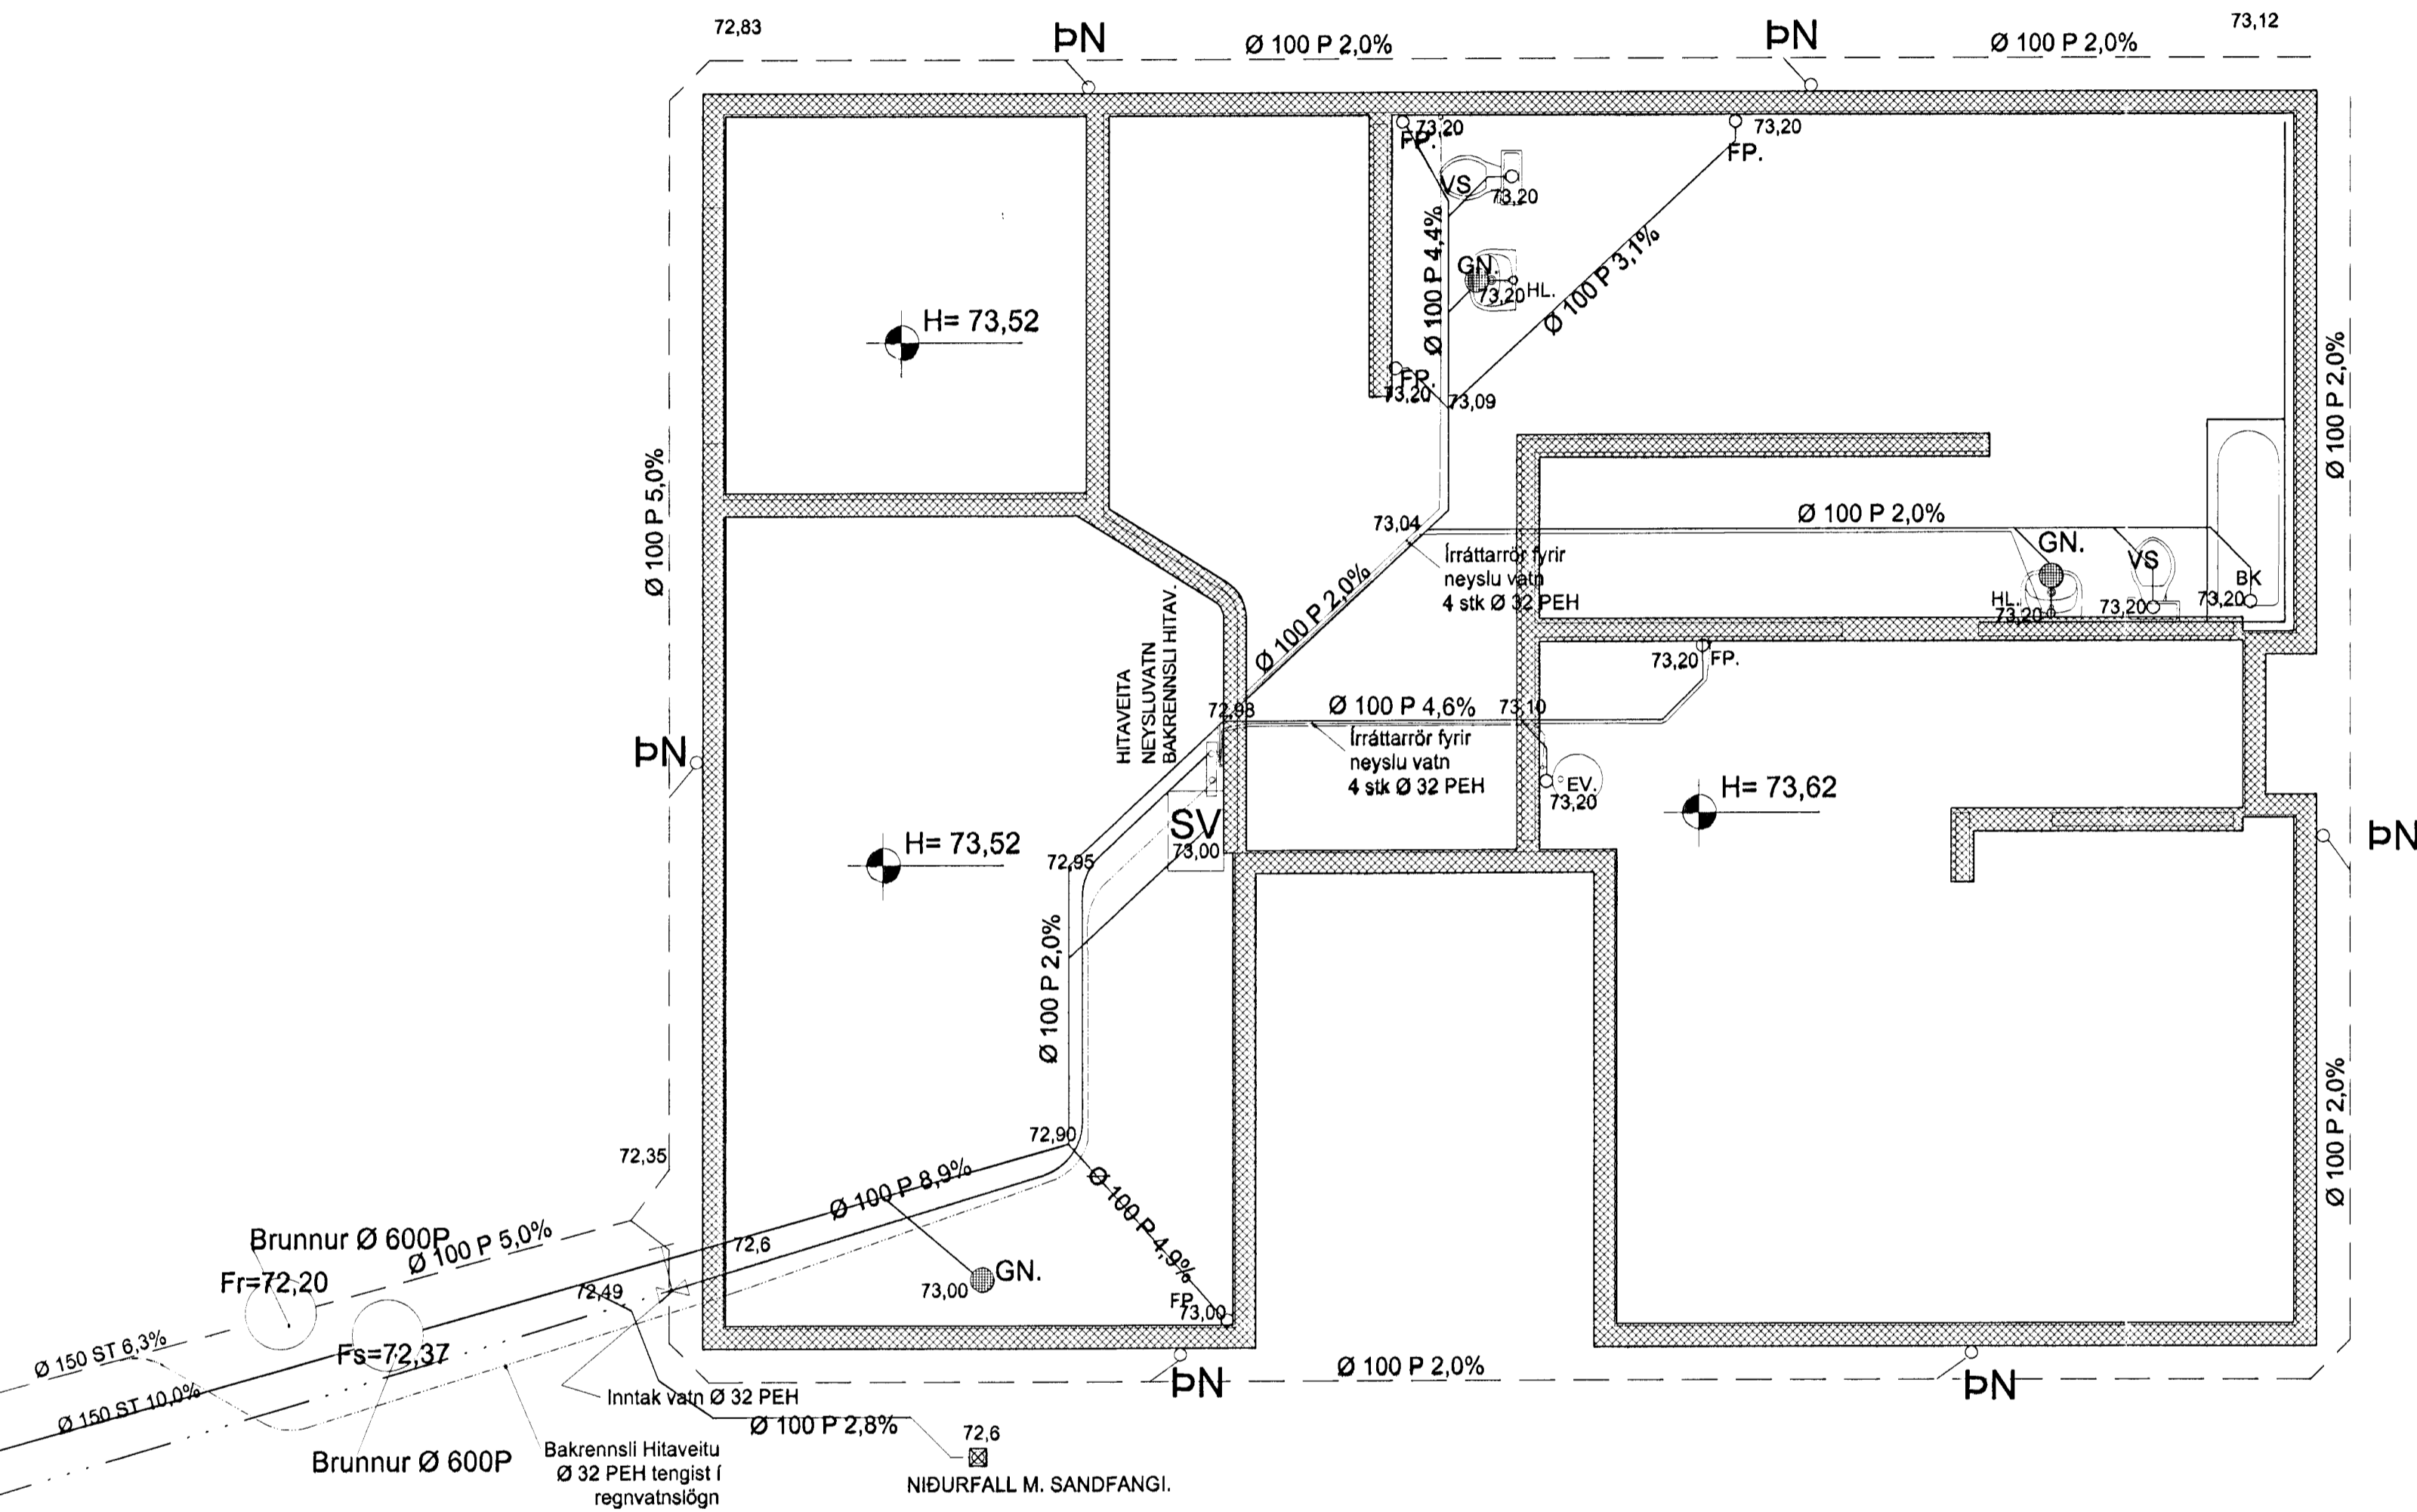 72,83
ÞN
Ø 100 P 2,0%
ÞN
Ø 100 P 2,0%
73,12
73,20
FP.
73,20
FP.
VS
73,20
Ø 100 P 4,4%
Ø 100 P 3,1%
GN.
73,20
HL.
H= 73,52
FP.
73,20
73,09
Ø 100 P 2,0%
Ø 100 P 5,0%
73,04
Ø 100 P 2,0%
Írráttarrör fyrir
neyslu vatn
4 stk Ø 32 PEH
GN.
VS
BK
HL.
73,20
73,20
73,20
Ø 100 P 2,0%
HITAVEITA
NEYSLUVATN
BAKRENNSLI HITAV.
73,20
FP.
72,98
Ø 100 P 4,6%
73,10
Írráttarrör fyrir
neyslu vatn
4 stk Ø 32 PEH
ÞN
EV.
73,20
H= 73,62
SV
73,00
H= 73,52
72,95
ÞN
Ø 100 P 2,0%
72,90
72,35
Ø 100 P 8,9%
Ø 100 P 4,9%
Ø 100 P 2,0%
Brunnur Ø 600P
Ø 100 P 5,0%
72,6
Fr=72,20
72,49
73,00
GN.
FP.
73,00
Ø 150 ST 6,3%
Fs=72,37
Ø 100 P 2,0%
ÞN
ÞN
Inntak vatn Ø 32 PEH
Ø 150 ST 10,0%
Ø 100 P 2,8%
72,6
Brunnur Ø 600P
Bakrennsli Hitaveitu
Ø 32 PEH tengist í
regnvatnslögn
NIÐURFALL M. SANDFANGI.